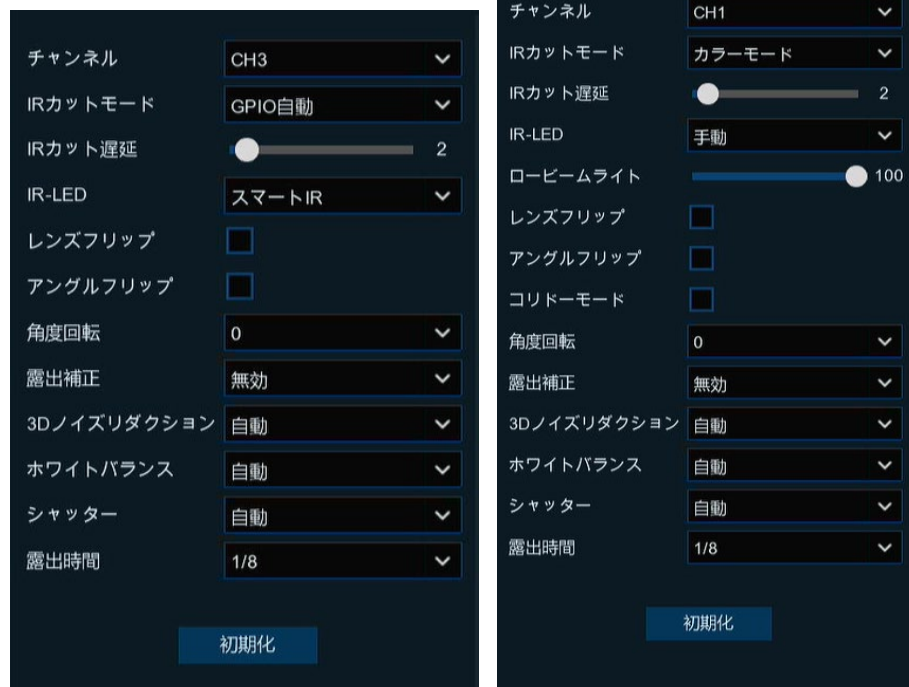 チャンネル CH3
IRカットモード GPIO自動
IRカット遅延 2
IR-LED スマートIR
レンズフリップ
アングルフリップ
角度回転 0
露出補正 無効
3Dノイズリダクション 自動
ホワイトバランス 自動
シャッター 自動
露出時間 1/8
初期化
チャンネル CH1
IRカットモード カラーモード
IRカット遅延 2
IR-LED 手動
ロービームライト 100
レンズフリップ
アングルフリップ
コリドーモード
角度回転 0
露出補正 無効
3Dノイズリダクション 自動
ホワイトバランス 自動
シャッター 自動
露出時間 1/8
初期化